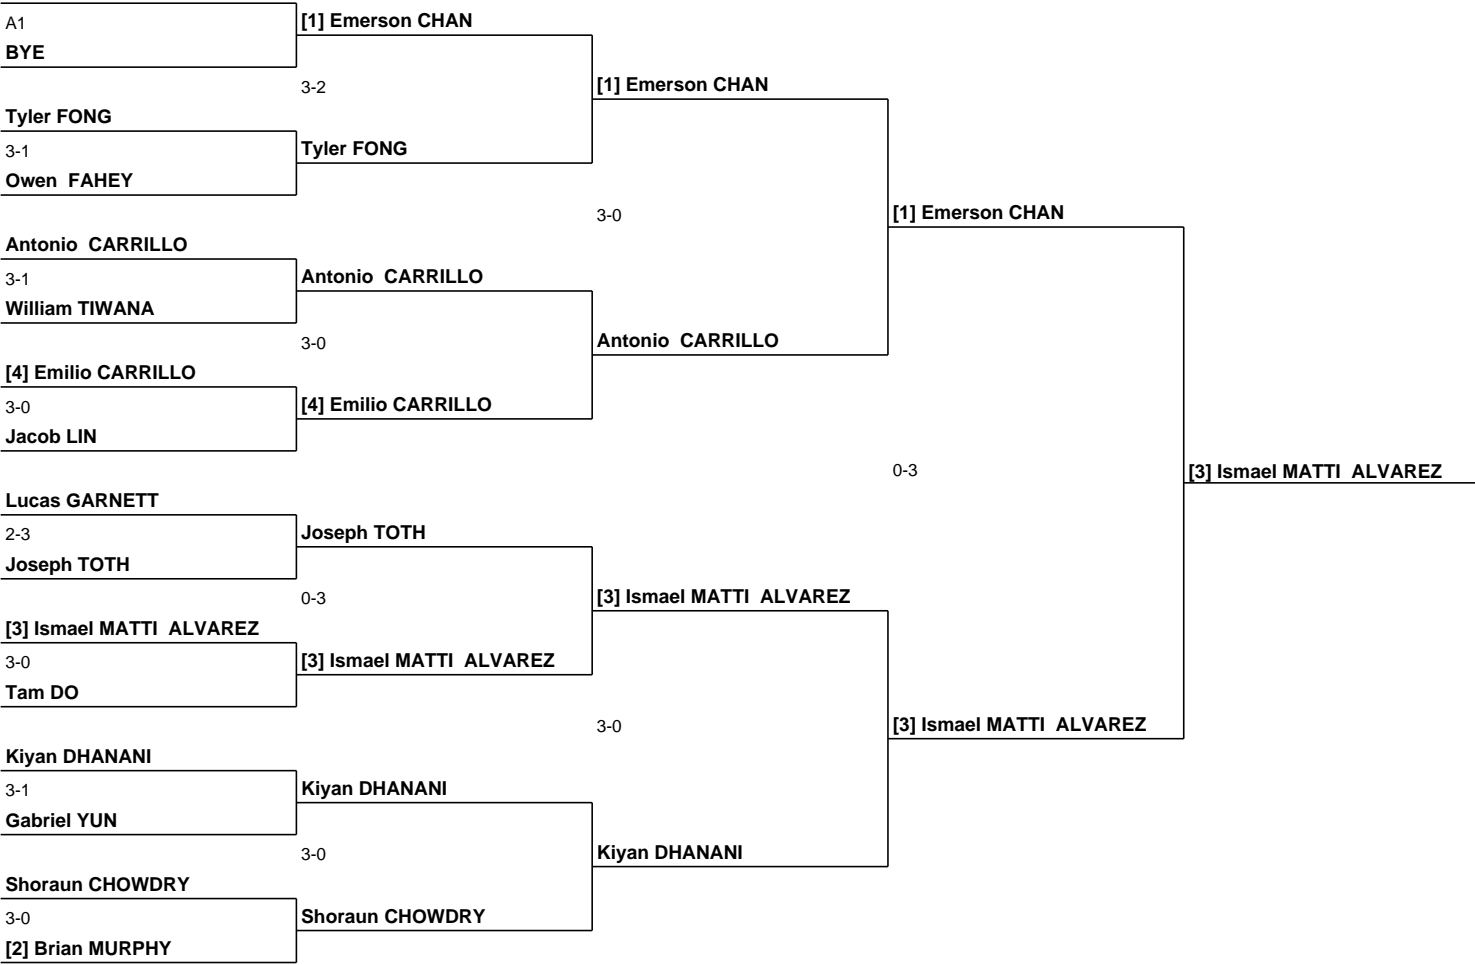 A1
BYE
Tyler FONG
3-1
Owen FAHEY
Antonio CARRILLO
3-1
William TIWANA
[4] Emilio CARRILLO
3-0
Jacob LIN
Lucas GARNETT
2-3
Joseph TOTH
[3] Ismael MATTI ALVAREZ
3-0
Tam DO
Kiyan DHANANI
3-1
Gabriel YUN
Shoraun CHOWDRY
3-0
[2] Brian MURPHY
[1] Emerson CHAN
3-2
Tyler FONG
Antonio CARRILLO
3-0
[4] Emilio CARRILLO
Joseph TOTH
0-3
[3] Ismael MATTI ALVAREZ
Kiyan DHANANI
3-0
Shoraun CHOWDRY
[1] Emerson CHAN
3-0
Antonio CARRILLO
[3] Ismael MATTI ALVAREZ
3-0
Kiyan DHANANI
[1] Emerson CHAN
0-3
[3] Ismael MATTI ALVAREZ
[3] Ismael MATTI ALVAREZ